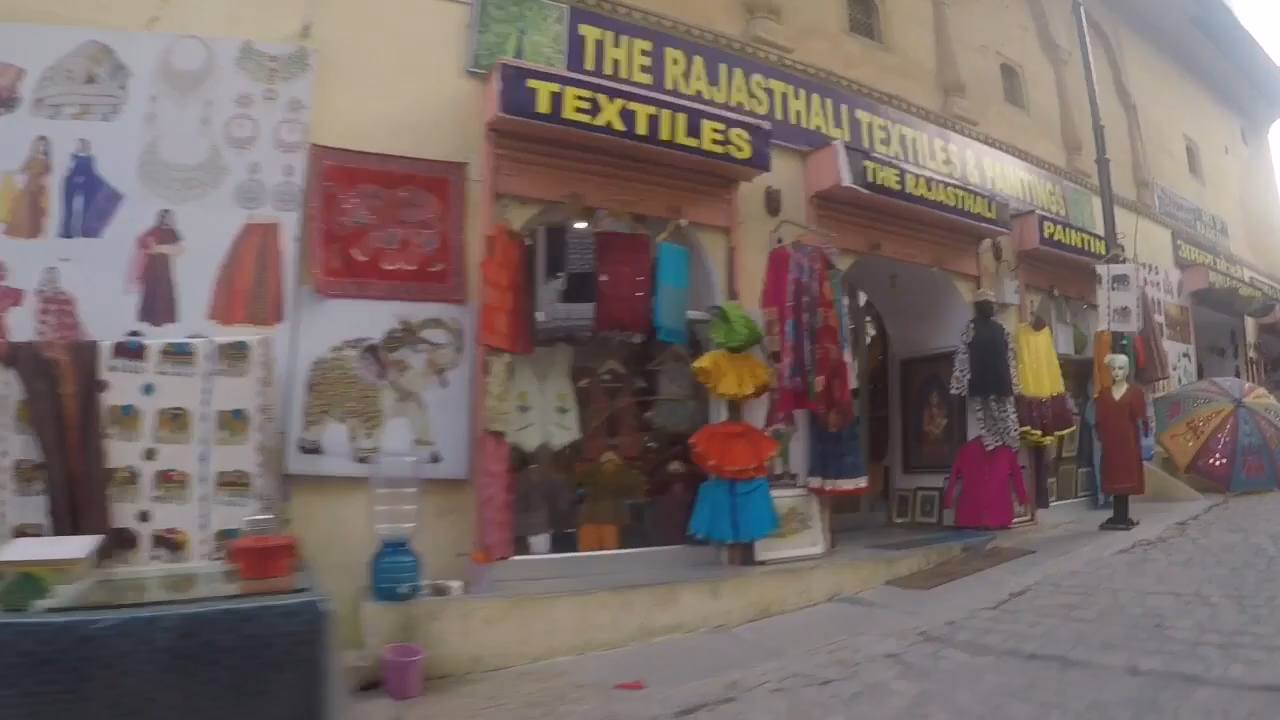 THE RAJASTHALI TEXTILES & PAINTINGS
TEXTILES
THE RAJASTHALI
PAINTIN